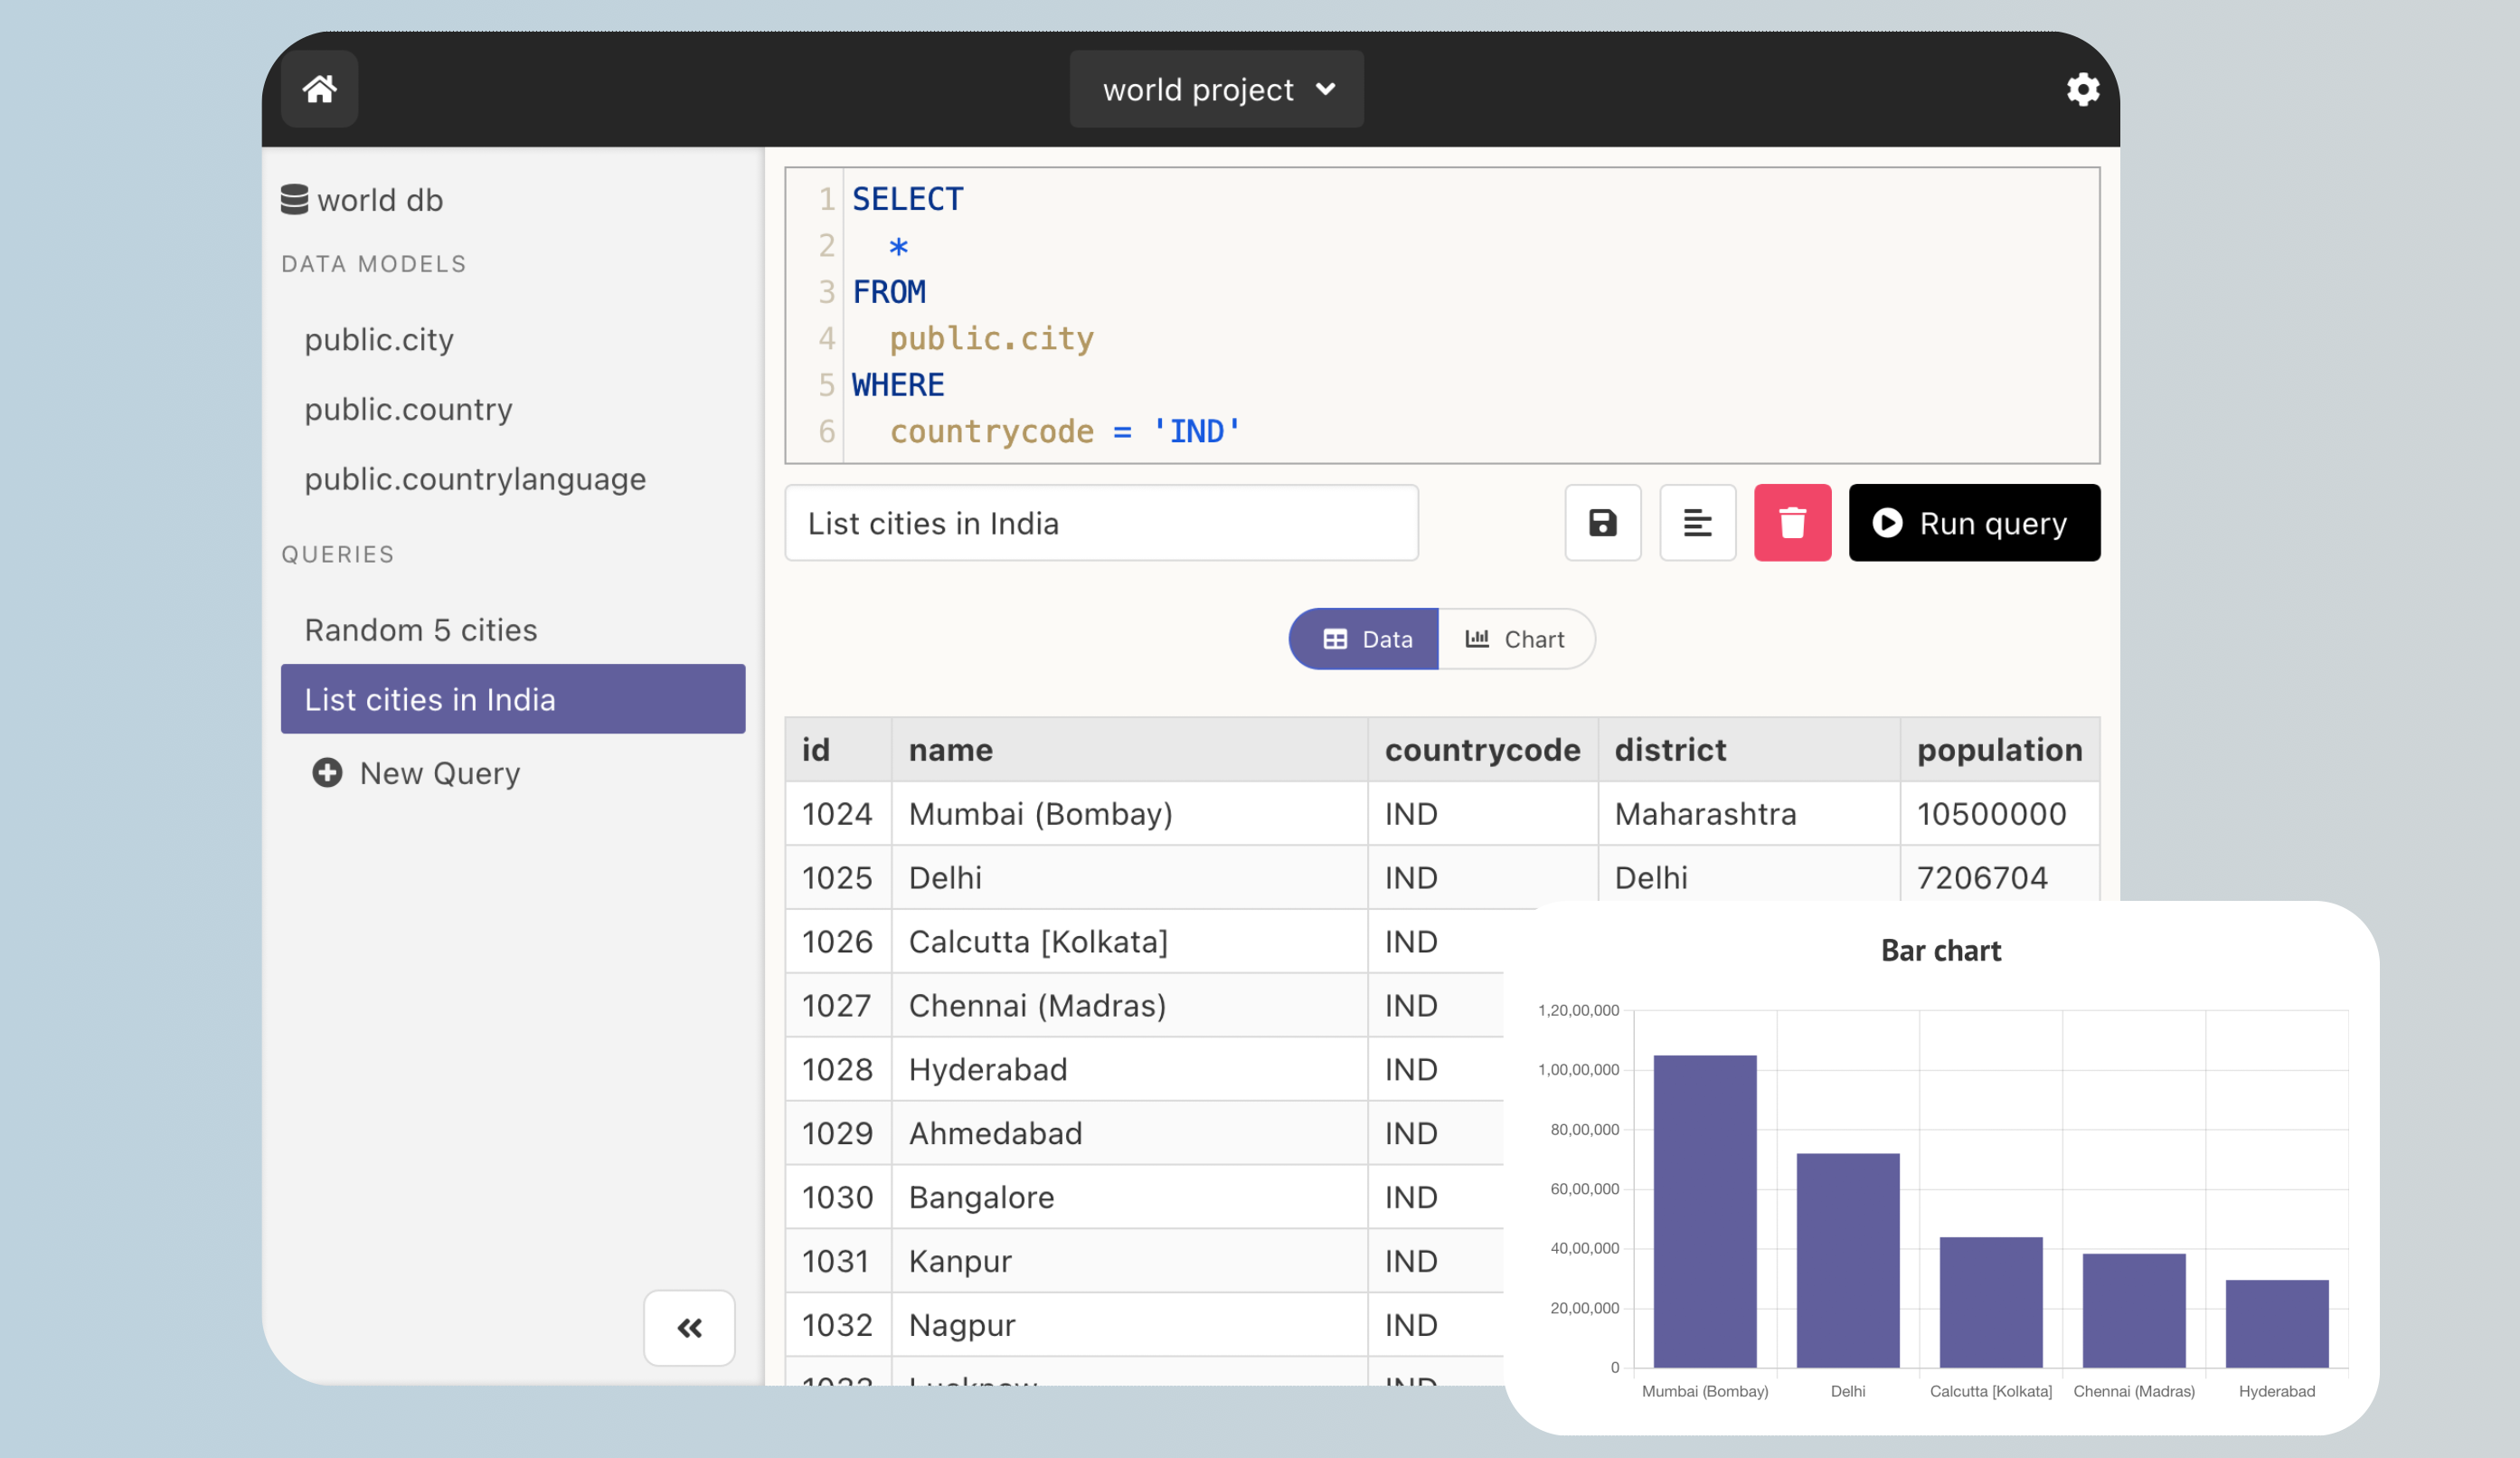 world project
world db
DATA MODELS
public.city
public.country
public.countrylanguage
QUERIES
Random 5 cities
List cities in India
New Query
1 SELECT
2 *
3 FROM
4 public.city
5 WHERE
6 countrycode = 'IND'
List cities in India
Run query
Data Chart
id name countrycode district population
1024 Mumbai (Bombay) IND Maharashtra 10500000
1025 Delhi IND Delhi 7206704
1026 Calcutta [Kolkata] IND
1027 Chennai (Madras) IND
1028 Hyderabad IND
1029 Ahmedabad IND
1030 Bangalore IND
1031 Kanpur IND
1032 Nagpur IND
Bar chart
1,20,00,000
1,00,00,000
80,00,000
60,00,000
40,00,000
20,00,000
0
Mumbai (Bombay) Delhi Calcutta [Kolkata] Chennai (Madras) Hyderabad